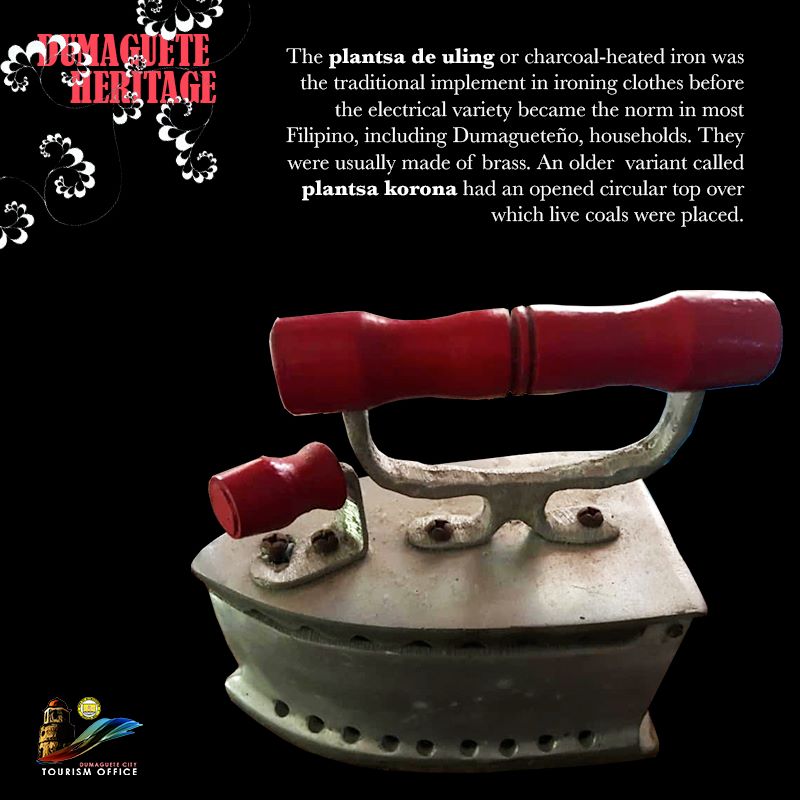 DUMAGUETE
HERITAGE
The plantsa de uling or charcoal-heated iron was
the traditional implement in ironing clothes before
the electrical variety became the norm in most
Filipino, including Dumagueteño, households. They
were usually made of brass. An older variant called
plantsa korona had an opened circular top over
which live coals were placed.
DUMAGUETE CITY
TOURISM OFFICE